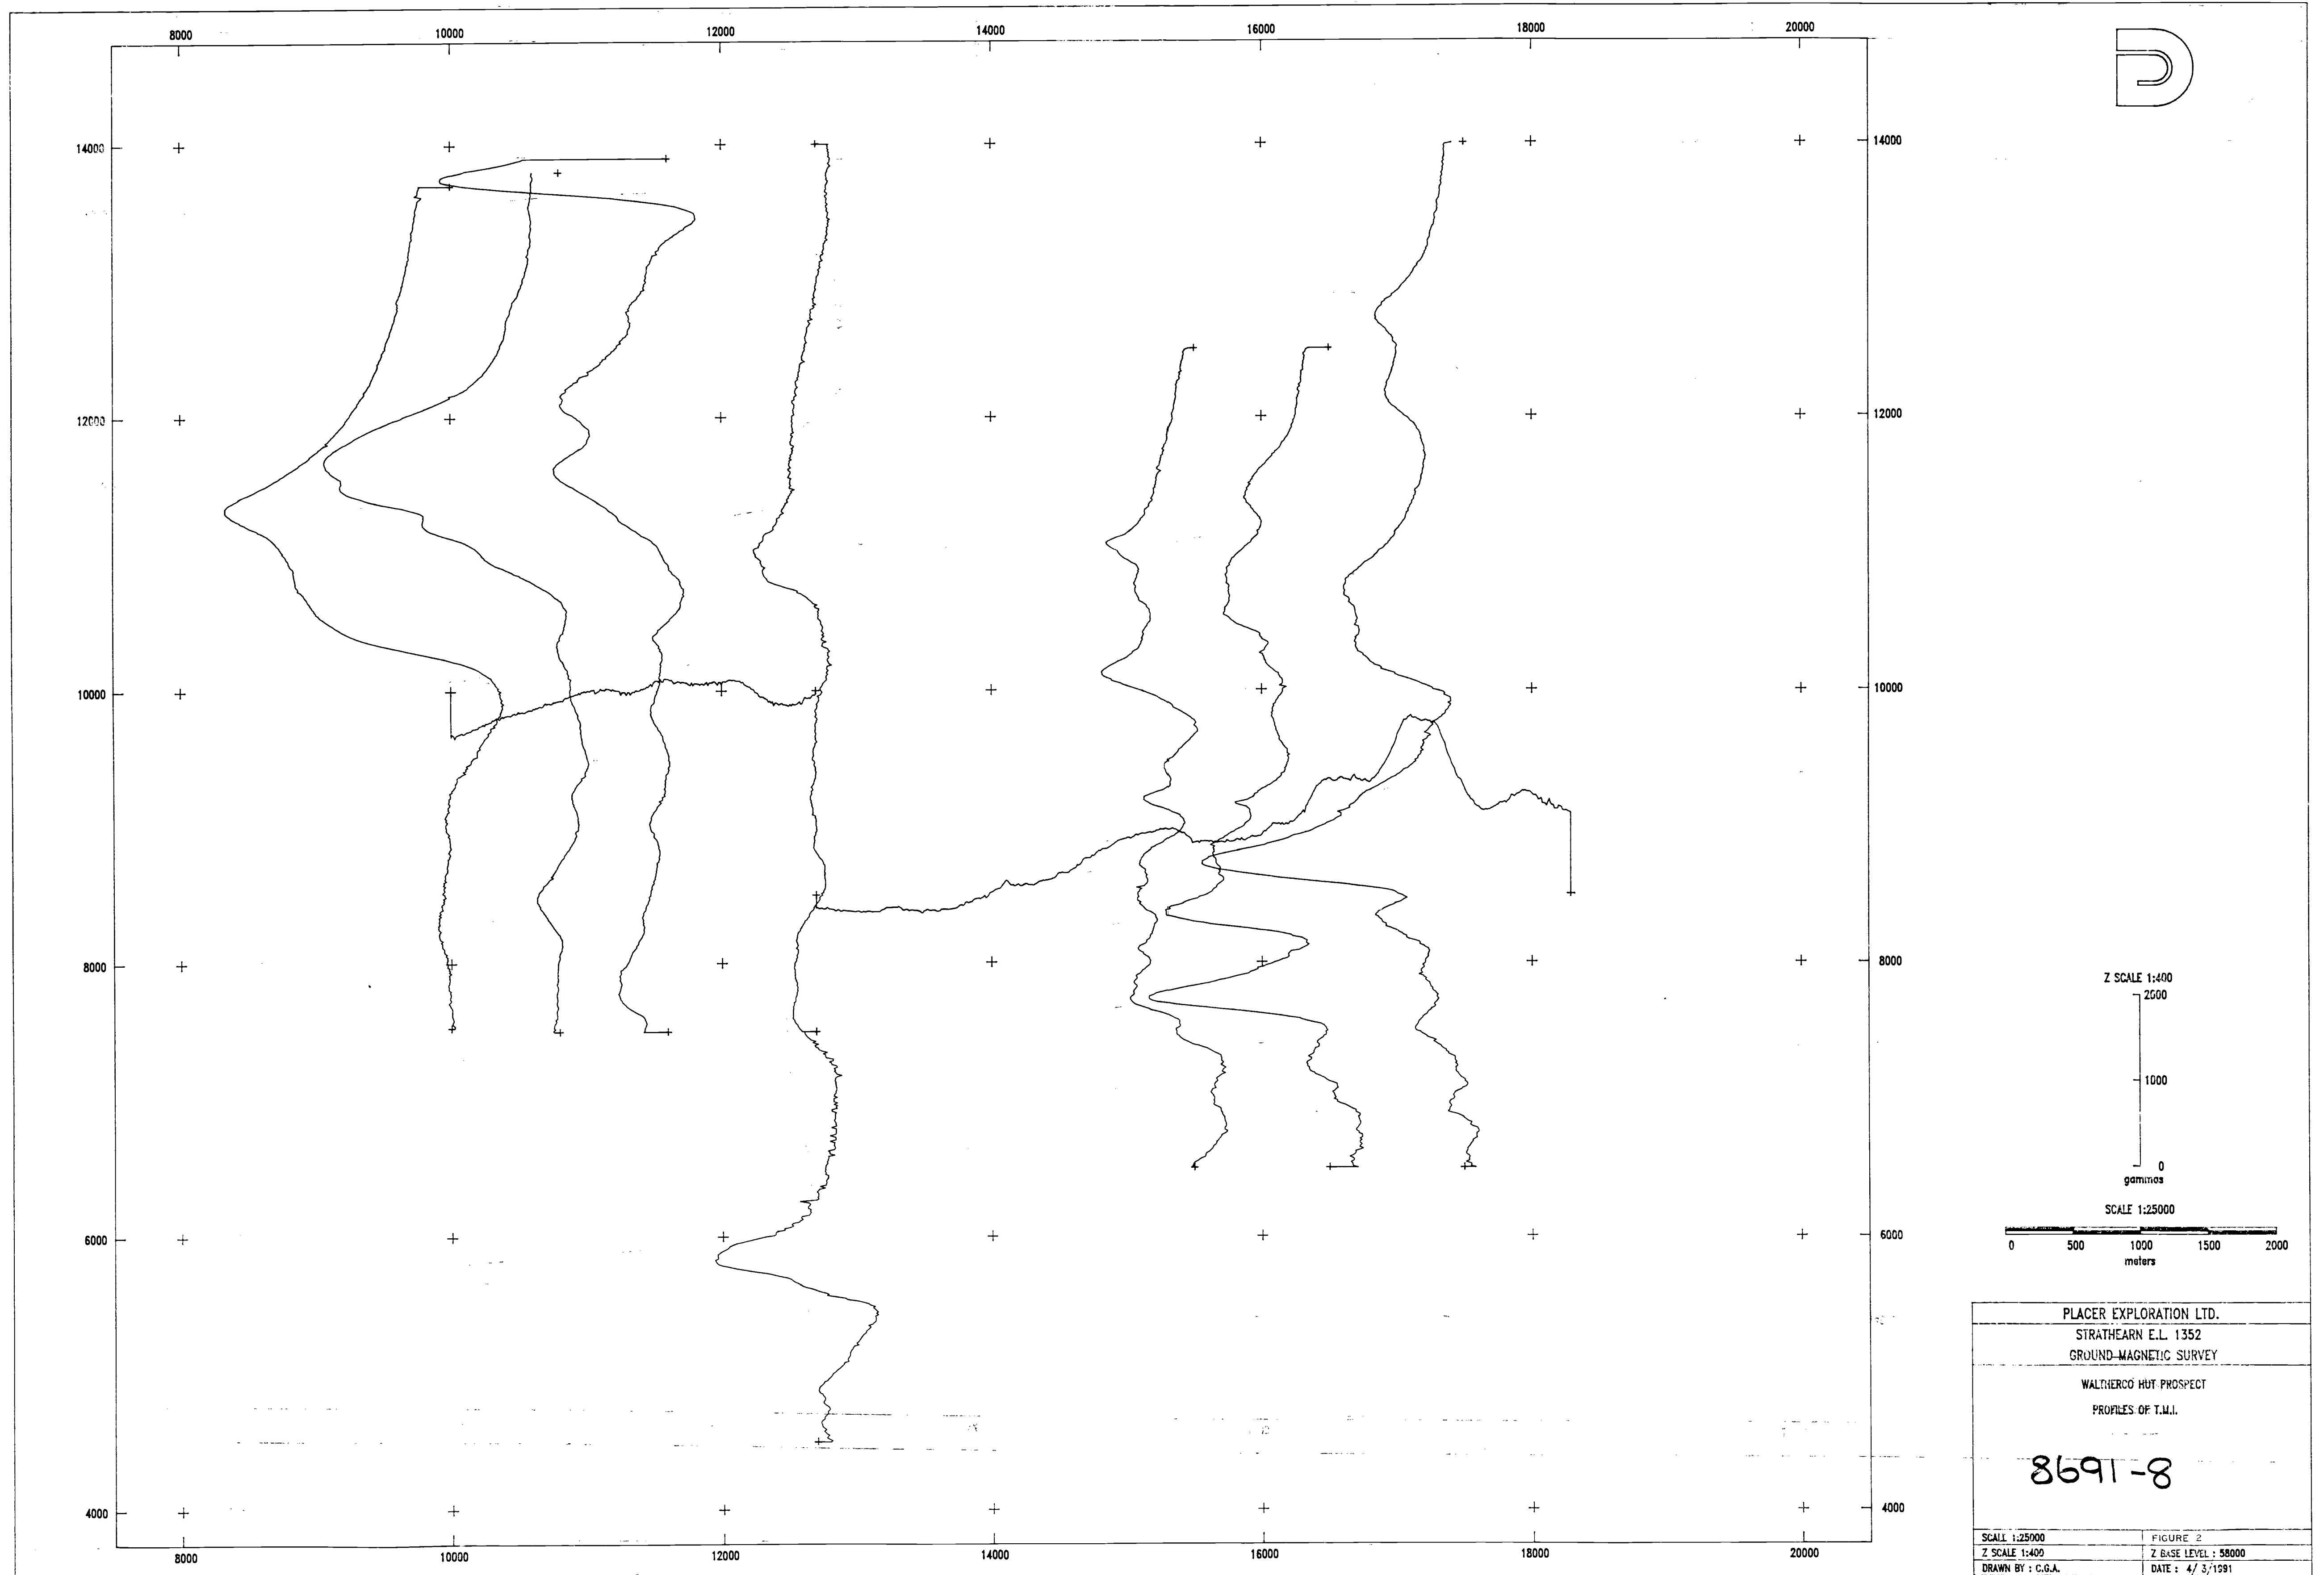 8000 10000 12000 14000 16000 18000 20000
14000 14000
12000 12000
10000 10000
8000 8000
6000 6000
4000 4000
8000 10000 12000 14000 16000 18000 20000
Z SCALE 1:400
2000
1000
0
gammas
SCALE 1:25000
0 500 1000 1500 2000
meters
PLACER EXPLORATION LTD.
STRATHEARN E.L. 1352
GROUND MAGNETIC SURVEY
WALTHERCO HUT PROSPECT
PROFILES OF T.M.I.
8691-8
SCALE 1:25000 FIGURE 2
Z SCALE 1:400 Z BASE LEVEL : 58000
DRAWN BY : C.G.A. DATE : 4/ 3/1991